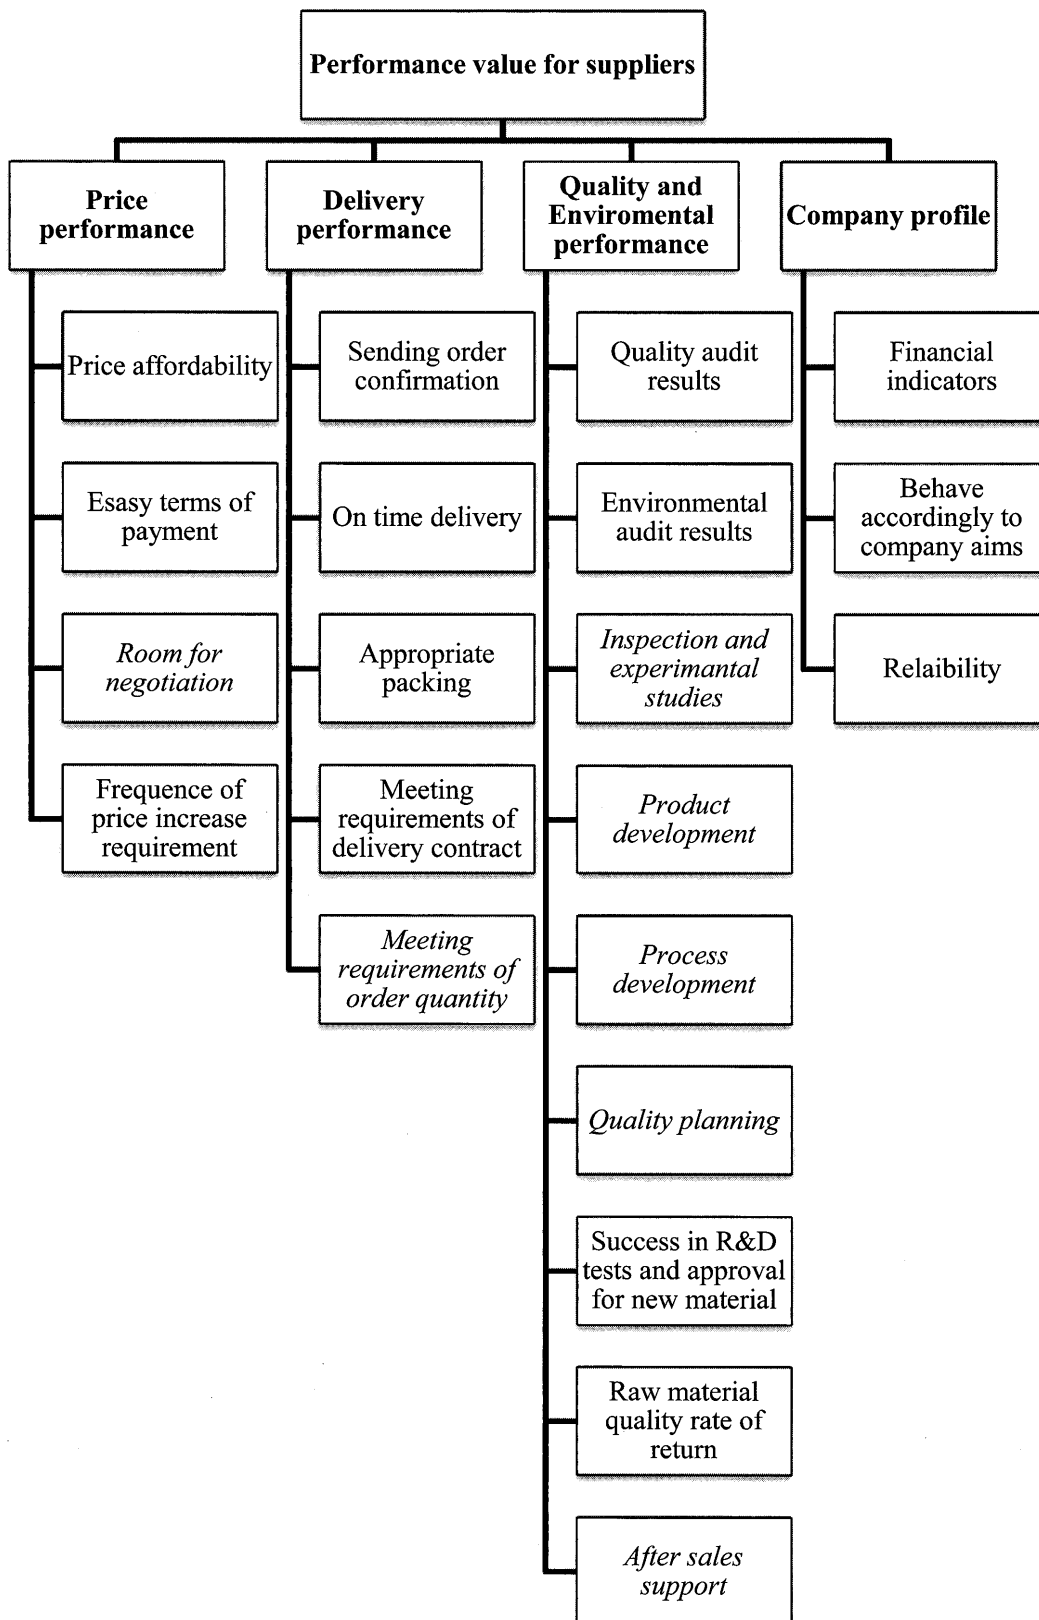 Performance value for suppliers
Price
performance
Delivery
performance
Quality and
Enviromental
performance
Company profile
Price affordability
Esasy terms of
payment
Room for
negotiation
Frequence of
price increase
requirement
Sending order
confirmation
On time delivery
Appropriate
packing
Meeting
requirements of
delivery contract
Meeting
requirements of
order quantity
Quality audit
results
Environmental
audit results
Inspection and
experimantal
studies
Product
development
Process
development
Quality planning
Success in R&D
tests and approval
for new material
Raw material
quality rate of
return
After sales
support
Financial
indicators
Behave
accordingly to
company aims
Relaibility